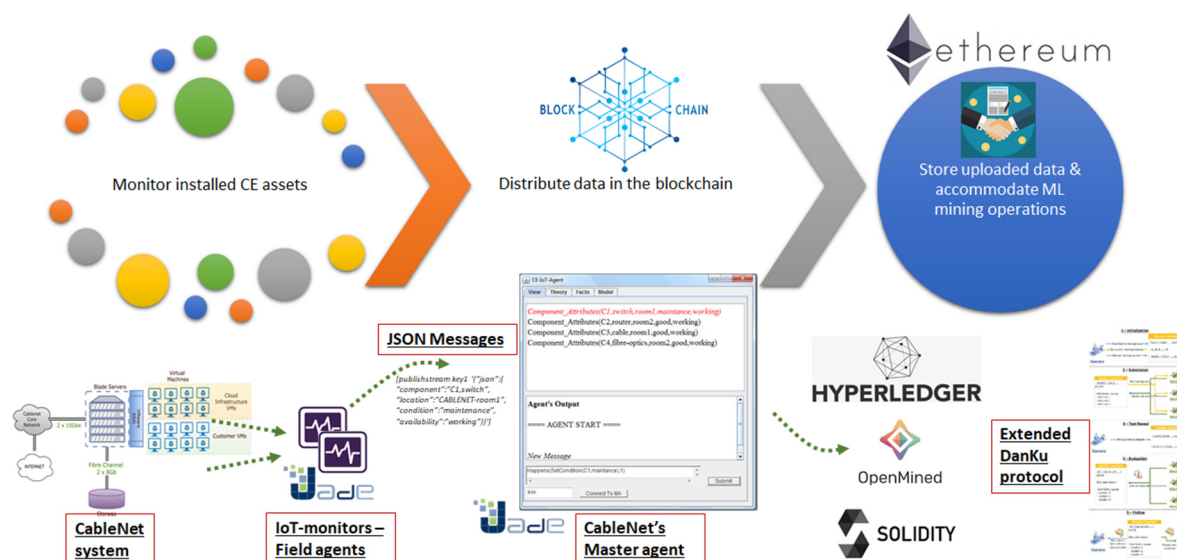 ethereum
BLOCK CHAIN
Monitor installed CE assets
Distribute data in the blockchain
Store uploaded data &
accommodate ML
mining operations
CE-IoT-Agent
View Theory Facts Model
Component_Attributes(C1,switch,room1,maintance,working)
Component_Attributes(C2,router,room2,good,working)
Component_Attributes(C3,cable,room1,good,working)
Component_Attributes(C4,fibre-optics,room2,good,working)
Agent's Output
===== AGENT START =====
New Message
Happens(SetCondition(C1,maintance),1)
Submit
Connect To MA
JSON Messages
[publishstream key1 '{"json":{
"component":"C1,switch",
"location":"CABLENET-room1",
"condition":"maintenance",
"availability":"working"}}']
Virtual
Machines
Blade Servers
Cloud
Infrastructure
VMs
Customer VMs
Cablenet
Core
Network
2 x 10Gbe
INTERNET
Fibre Channel
2 x 8Gb
Storage
CableNet
system
Jade
IoT-monitors –
Field agents
Jade
CableNet's
Master agent
HYPERLEDGER
OpenMined
SOLIDITY
Extended
DanKu
protocol